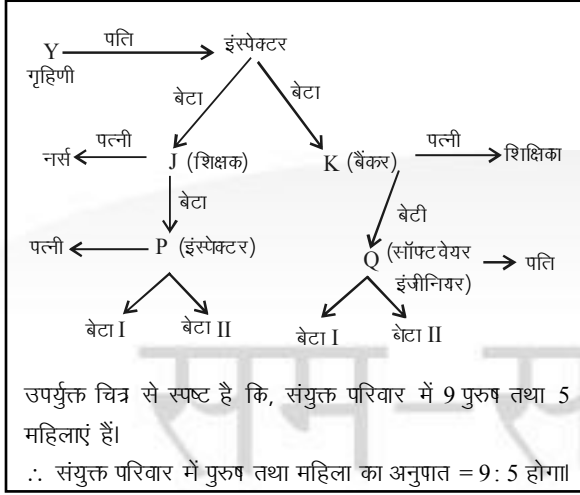 पति
Y इंस्पेक्टर
गृहिणी
बेटा बेटा
पत्नी पत्नी
नर्स J (शिक्षक) K (बैंकर) शिक्षिका
बेटा बेटी
पत्नी P (इंस्पेक्टर) Q (सॉफ्टवेयर पति
इंजीनियर)
बेटा I बेटा II बेटा I बेटा II
उपर्युक्त चित्र से स्पष्ट है कि, संयुक्त परिवार में 9 पुरुष तथा 5
महिलाएं हैं।
∴ संयुक्त परिवार में पुरुष तथा महिला का अनुपात = 9 : 5 होगा।